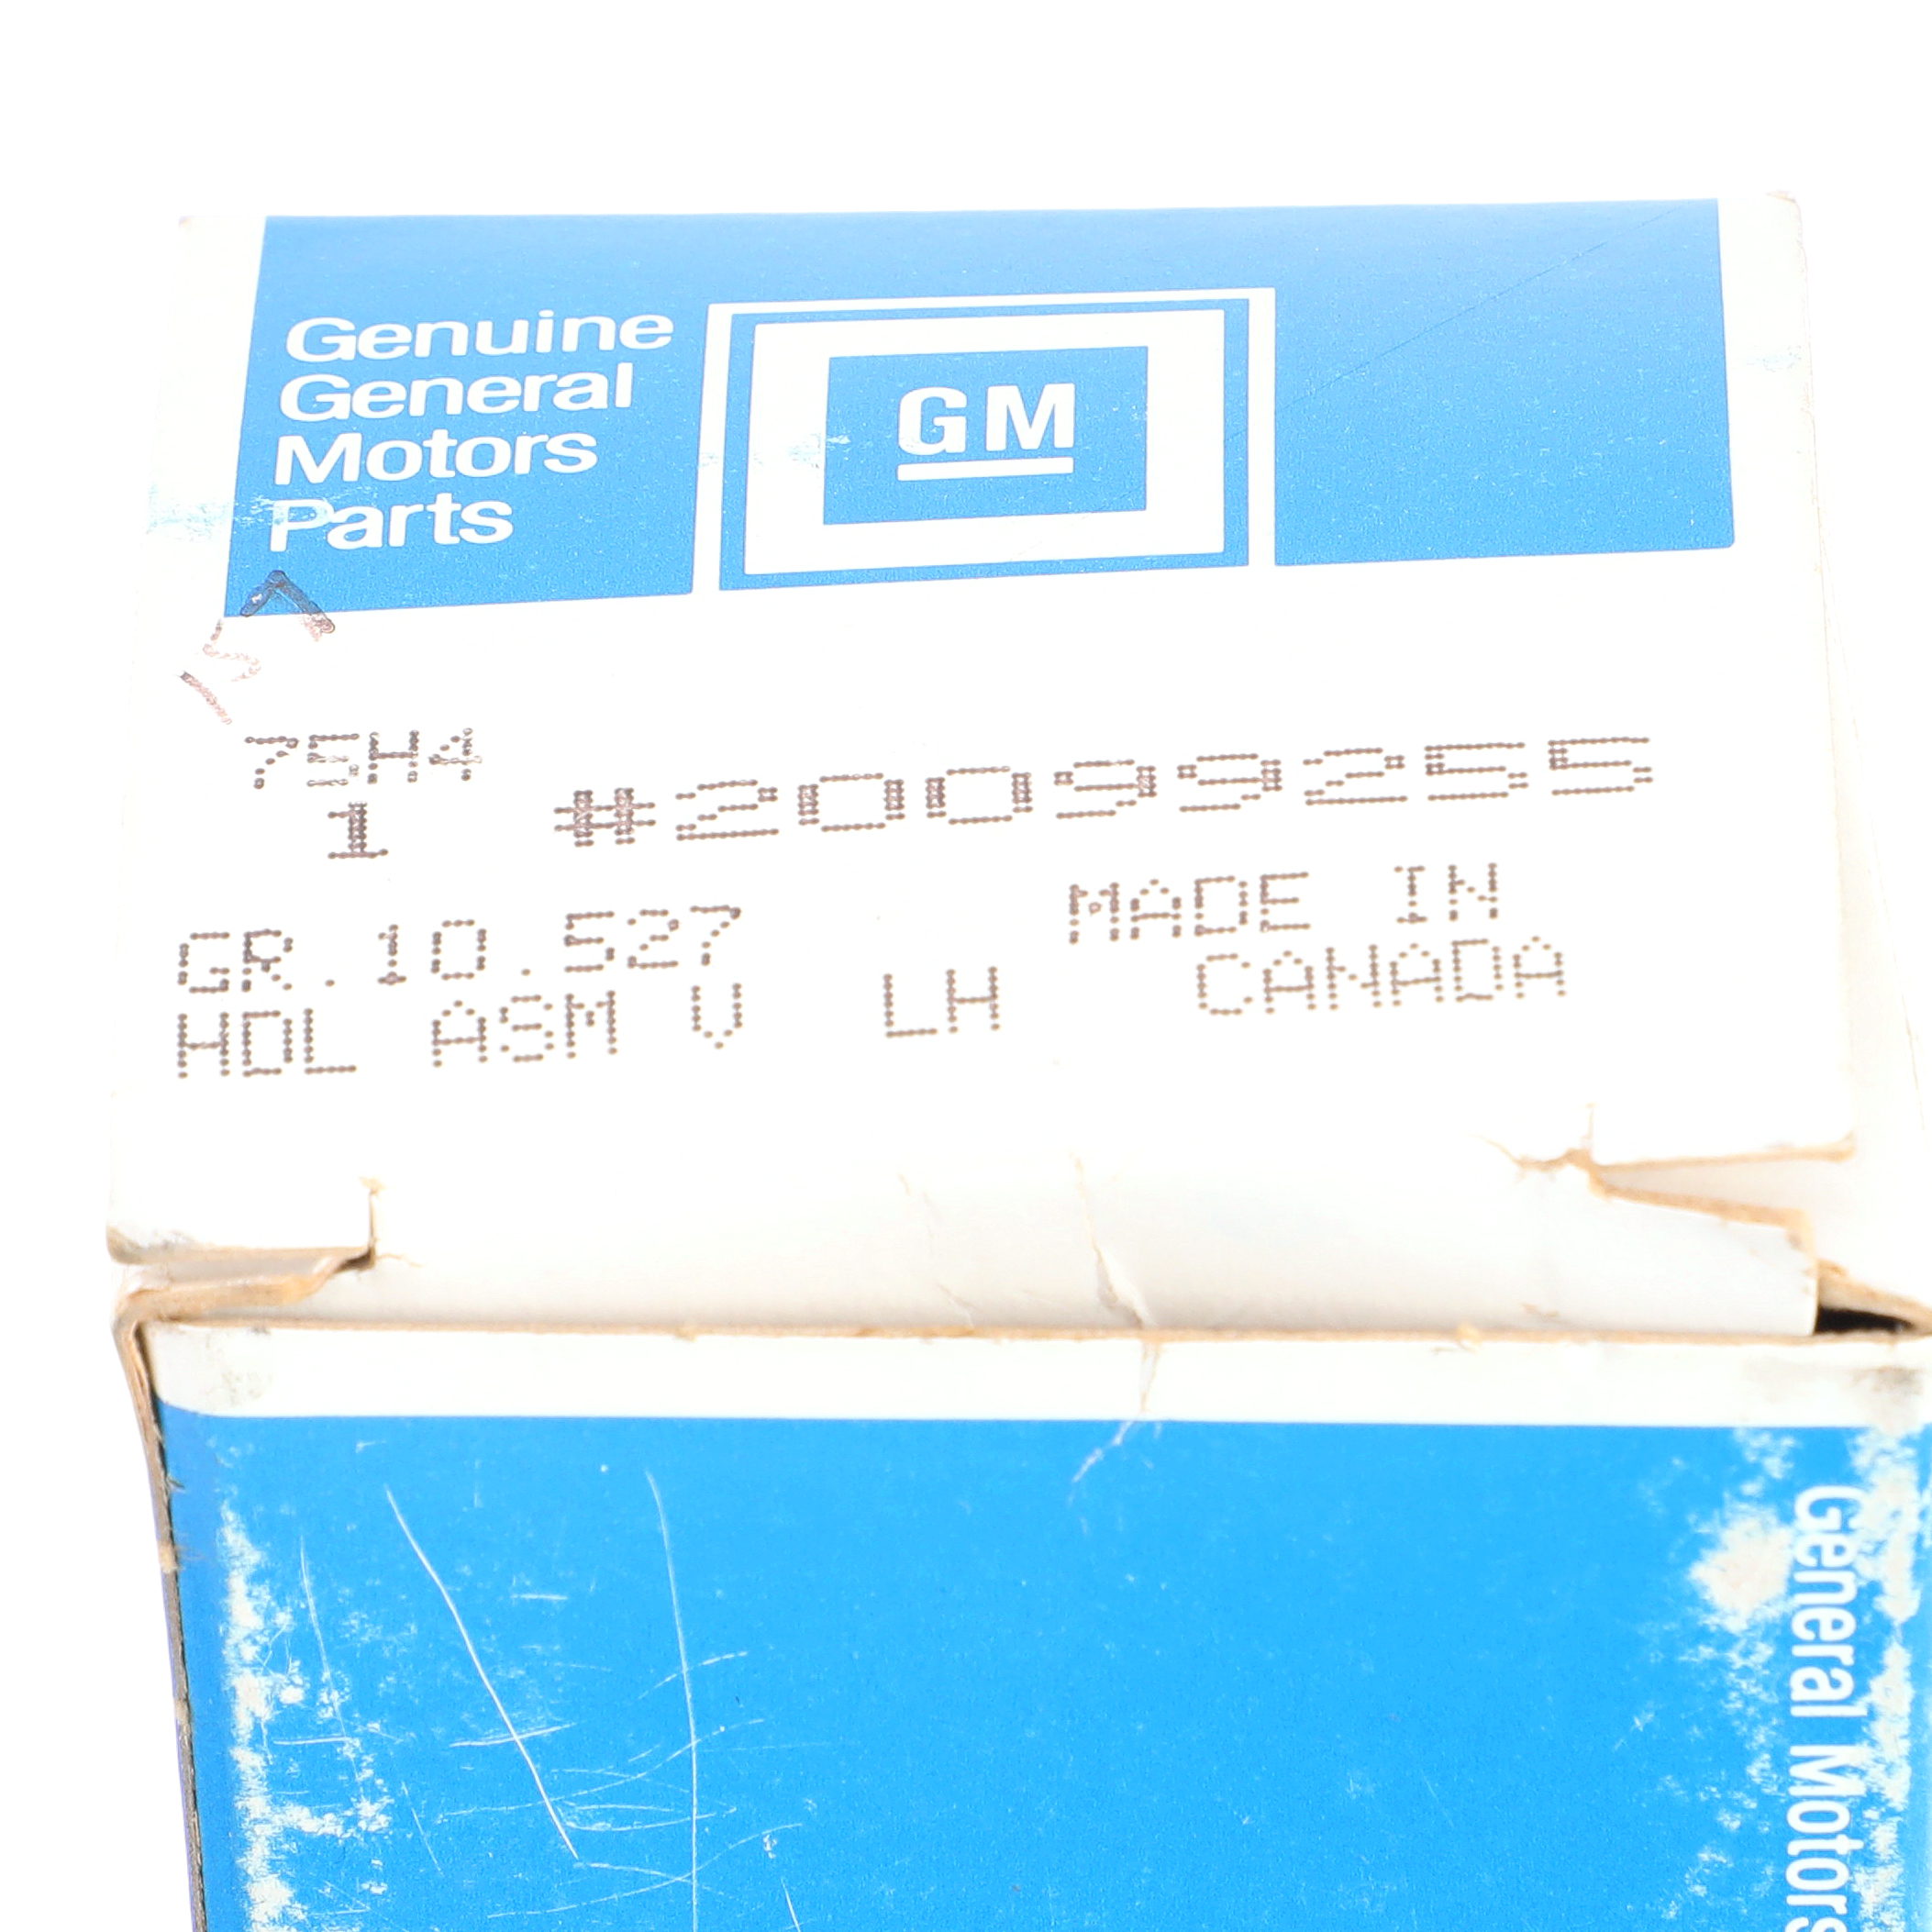 Genuine
General
Motors
Parts
GM
75H4
1 #20099255
GR.10.527
MADE IN
HDL ASM V LH
CANADA
General Motors